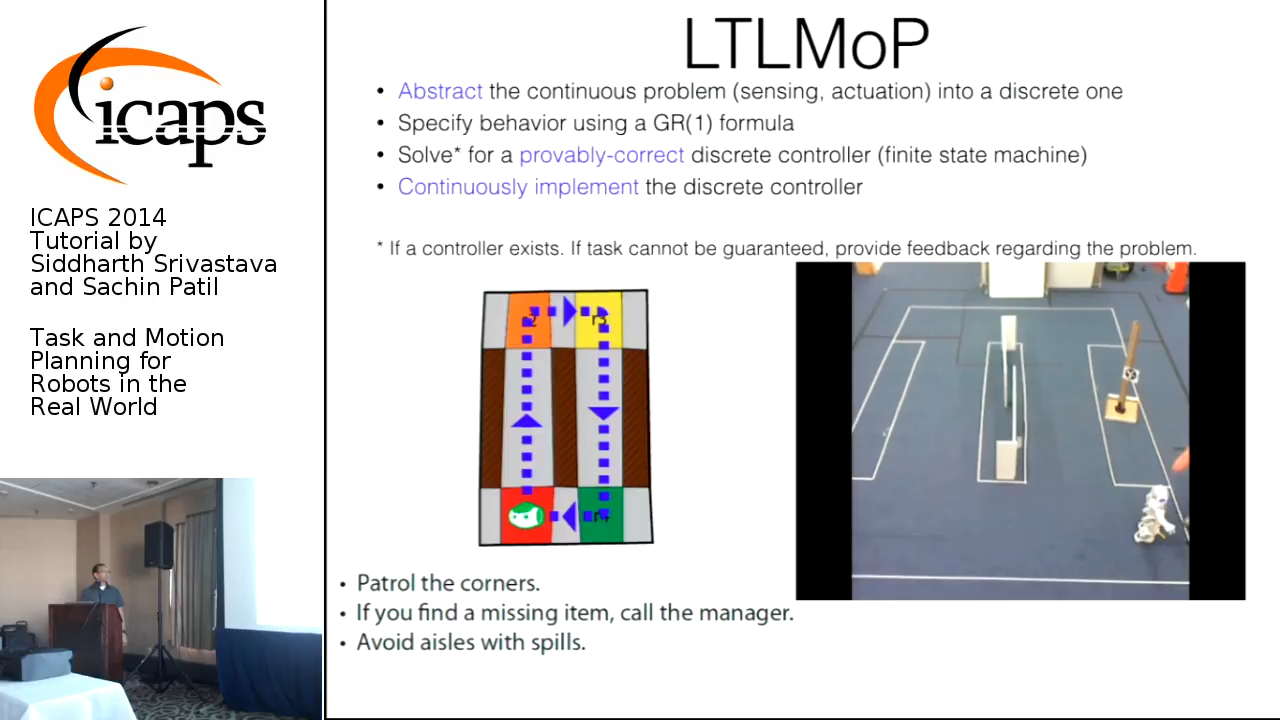 icaps
ICAPS 2014
Tutorial by
Siddharth Srivastava
and Sachin Patil
Task and Motion
Planning for
Robots in the
Real World
LTLMoP
• Abstract the continuous problem (sensing, actuation) into a discrete one
• Specify behavior using a GR(1) formula
• Solve* for a provably-correct discrete controller (finite state machine)
• Continuously implement the discrete controller
* If a controller exists. If task cannot be guaranteed, provide feedback regarding the problem.
r3
• Patrol the corners.
• If you find a missing item, call the manager.
• Avoid aisles with spills.